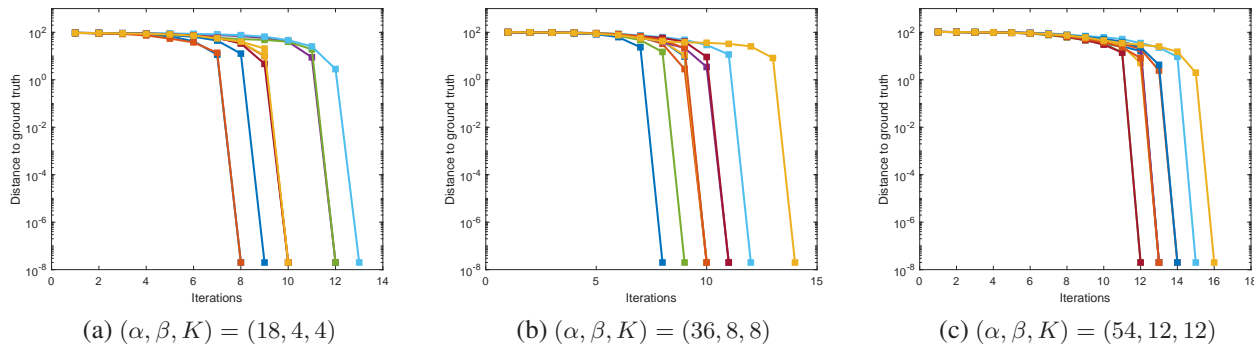 10^2
10^0
10^-2
10^-4
10^-6
10^-8
Distance to ground truth
0 2 4 6 8 10 12 14
Iterations
(a) (α, β, K) = (18, 4, 4)
10^2
10^0
10^-2
10^-4
10^-6
10^-8
Distance to ground truth
0 5 10 15
Iterations
(b) (α, β, K) = (36, 8, 8)
10^2
10^0
10^-2
10^-4
10^-6
10^-8
Distance to ground truth
0 2 4 6 8 10 12 14 16 18
Iterations
(c) (α, β, K) = (54, 12, 12)